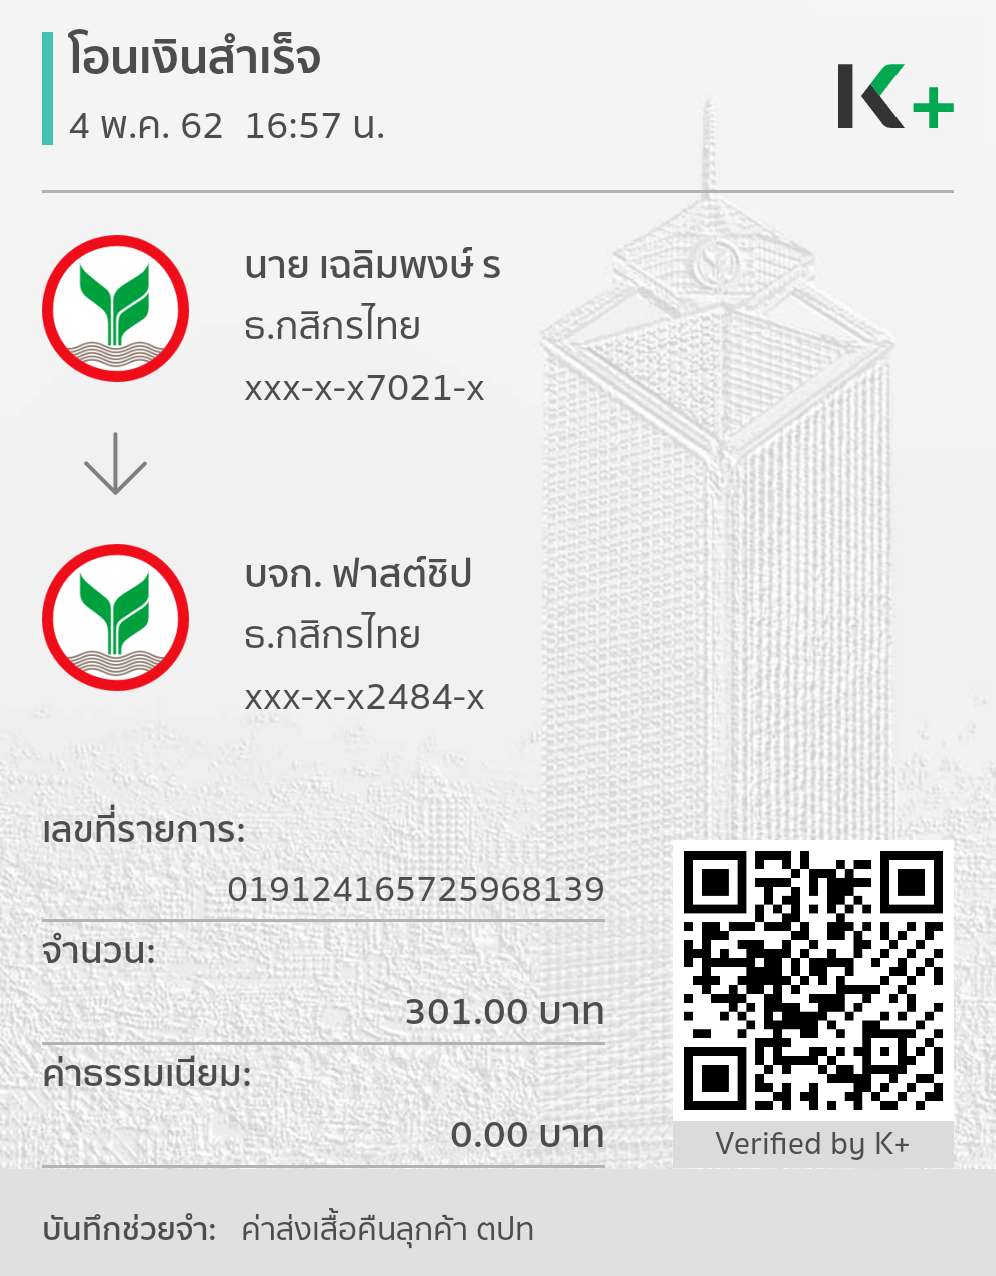 โอนเงินสำเร็จ
4 พ.ค. 62 16:57 น.
K+
นาย เฉลิมพงษ์ ร
ธ.กสิกรไทย
xxx-x-x7021-x
บจก. ฟาสต์ชิป
ธ.กสิกรไทย
xxx-x-x2484-x
เลขที่รายการ:
019124165725968139
จำนวน:
301.00 บาท
ค่าธรรมเนียม:
0.00 บาท
Verified by K+
บันทึกช่วยจำ: ค่าส่งเสื้อคืนลุกค้า ตปท